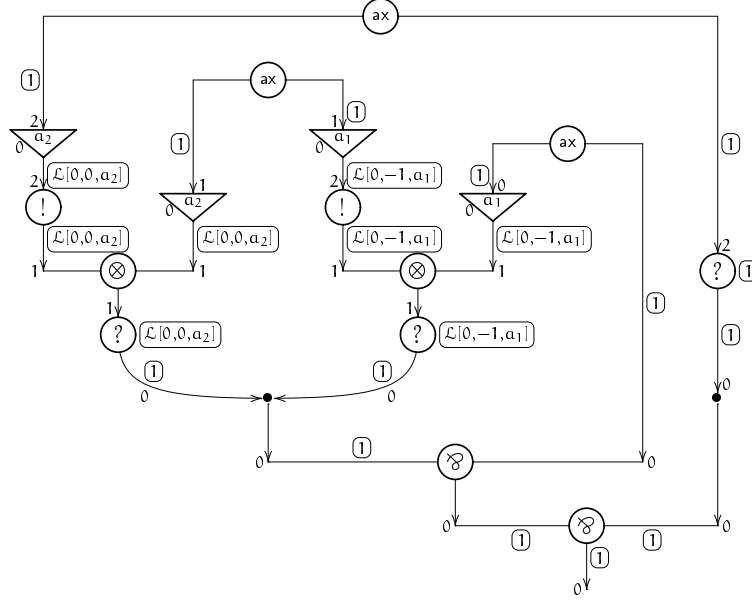 ax
ax
1
1
2 a₂
0
1
1 a₁
0
ax
1
1
L[0,0,a₂]
L[0,−1,a₁]
1 0
2 !
1 a₂
0
2 !
a₁
0
L[0,0,a₂]
L[0,0,a₂]
L[0,−1,a₁]
L[0,−1,a₁]
2
1 ⊗ 1
1 ⊗ 1
? 1
1
1
1
? L[0,0,a₂]
? L[0,−1,a₁]
1
1
1
0
0
0
1
0 ⅋ 0
0 ⅋ 0
1
1
1
0